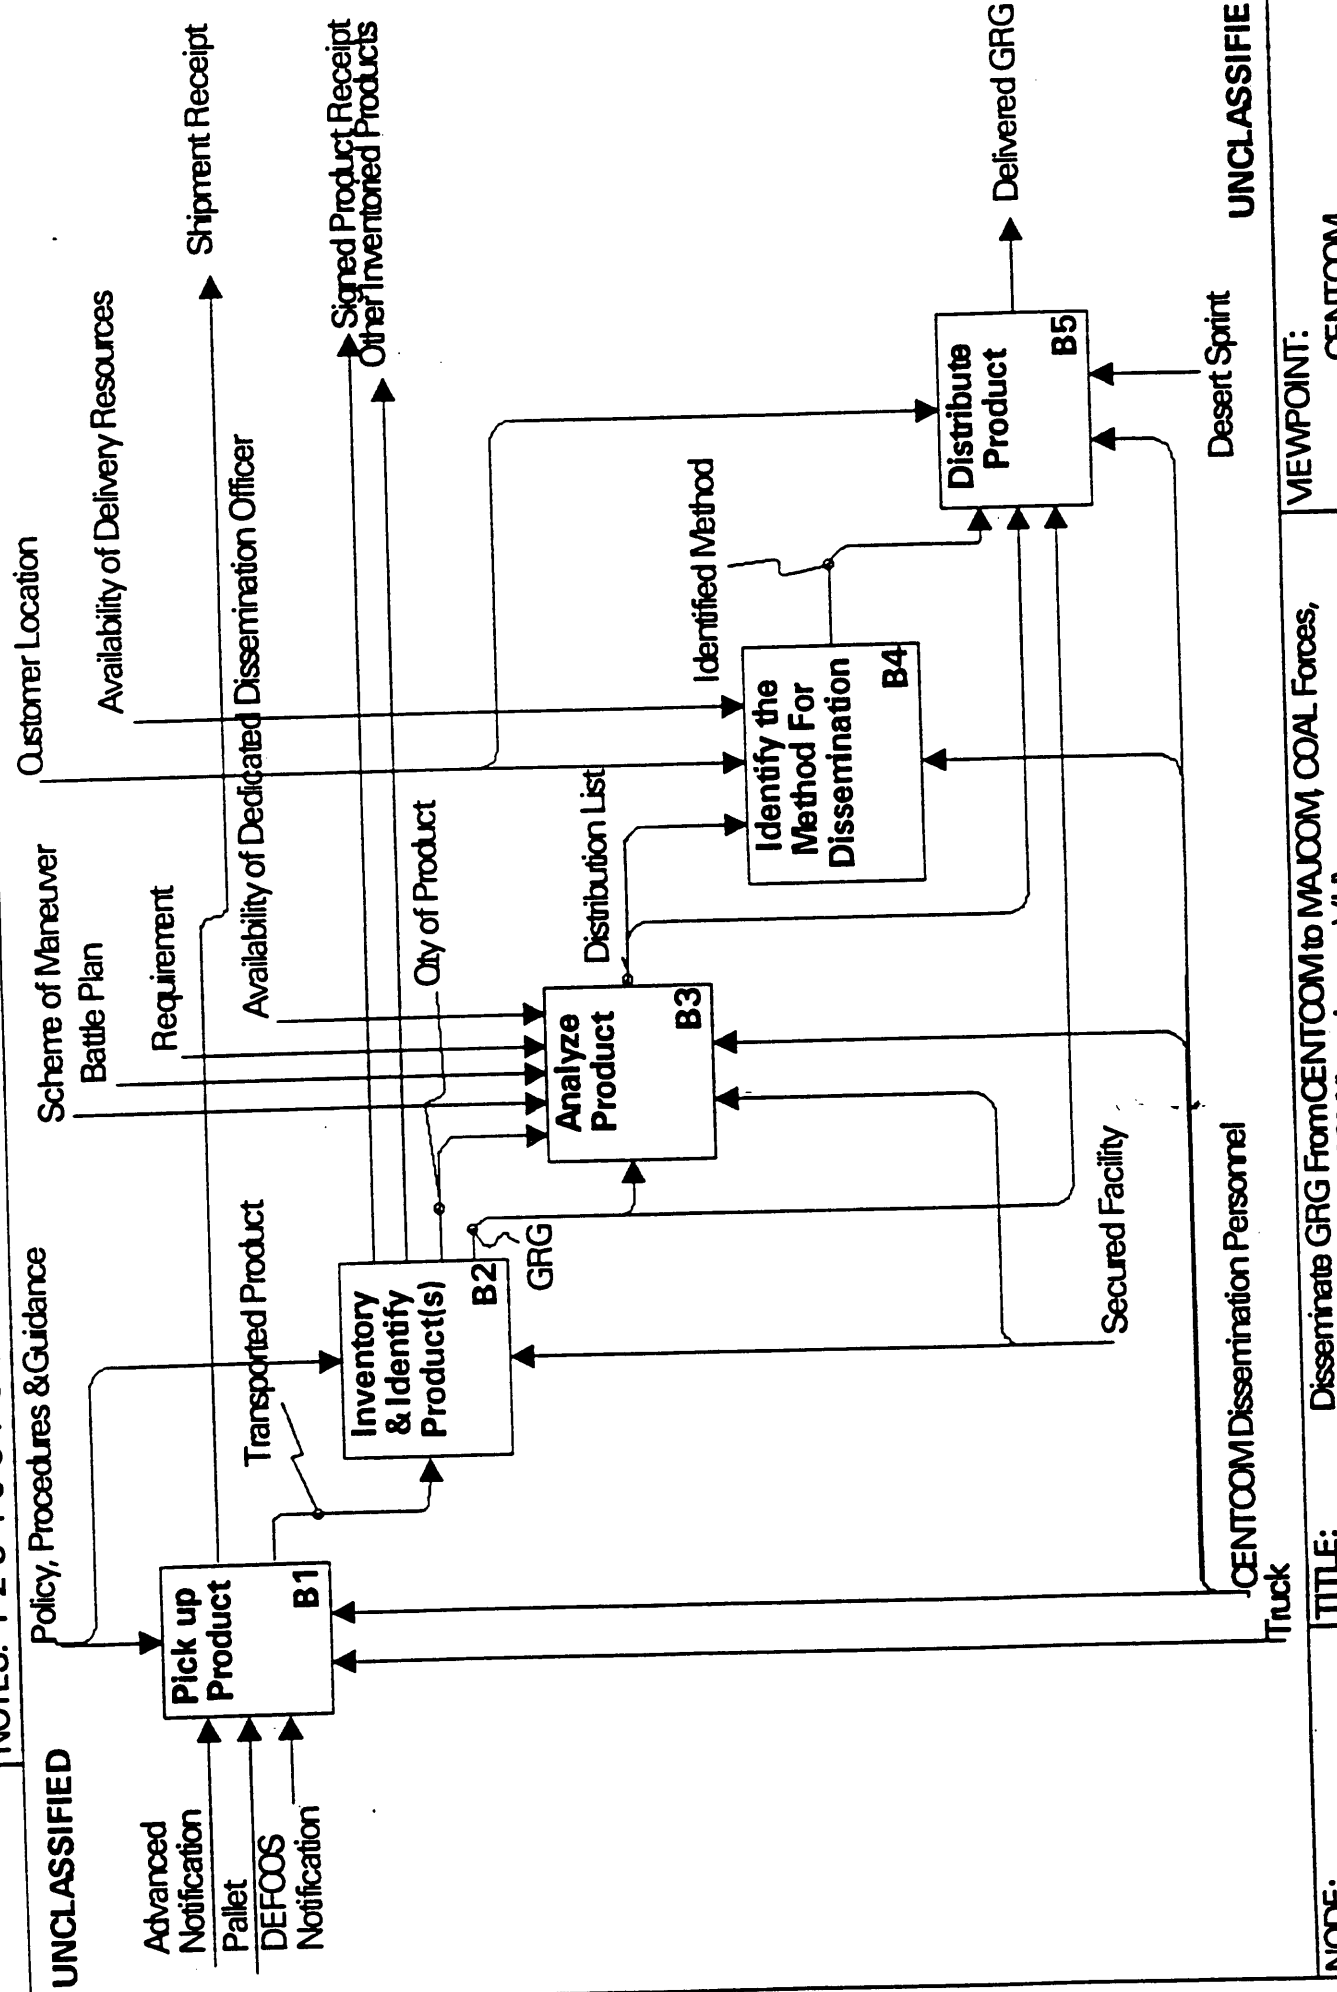 UNCLASSIFIED
Policy, Procedures & Guidance
Scheme of Maneuver
Battle Plan
Requirement
Availability of Dedicated Dissemination Officer
Customer Location
Availability of Delivery Resources
Shipment Receipt
Signed Product Receipt
Other Inventoried Products
Advanced
Notification
Pallet
DEFCOS
Notification
Pick up
Product
B1
Transported Product
Inventory
& Identify
Product(s)
B2
GRG
Qty of Product
Analyze
Product
B3
Distribution List
Identify the
Method For
Dissemination
B4
Identified Method
Distribute
Product
B5
Delivered GRG
Desert Sprint
Secured Facility
CENTCOM Dissemination Personnel
Truck
UNCLASSIFIE
NODE:
TITLE:
Disseminate GRG From CENTCOM to MAJCOM, COAL Forces,
VIEWPOINT:
CENTCOM